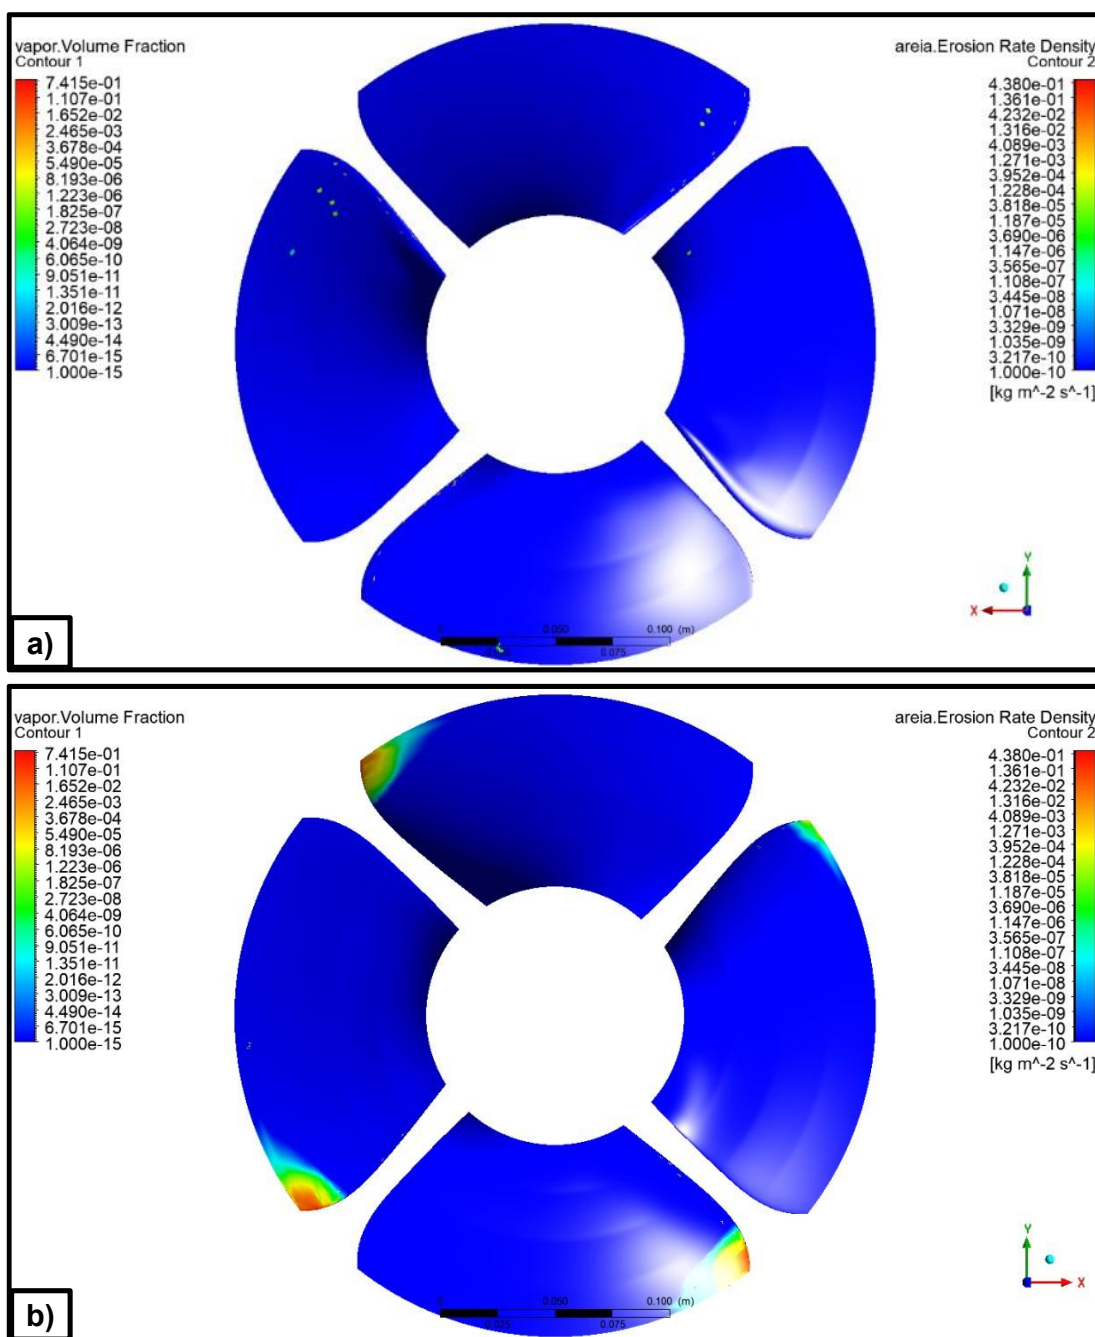 vapor.Volume Fraction
Contour 1
7.415e-01
1.107e-01
1.652e-02
2.465e-03
3.678e-04
5.490e-05
8.193e-06
1.223e-06
1.825e-07
2.723e-08
4.064e-09
6.065e-10
9.051e-11
1.351e-11
2.016e-12
3.009e-13
4.490e-14
6.701e-15
1.000e-15
areia.Erosion Rate Density
Contour 2
4.380e-01
1.361e-01
4.232e-02
1.316e-02
4.089e-03
1.271e-03
3.952e-04
1.228e-04
3.818e-05
1.187e-05
3.690e-06
1.147e-06
3.565e-07
1.108e-07
3.445e-08
1.071e-08
3.329e-09
1.035e-09
3.217e-10
1.000e-10
[kg m^-2 s^-1]
Y
X
0 0.050 0.100 (m)
0.025 0.075
a)
vapor.Volume Fraction
Contour 1
7.415e-01
1.107e-01
1.652e-02
2.465e-03
3.678e-04
5.490e-05
8.193e-06
1.223e-06
1.825e-07
2.723e-08
4.064e-09
6.065e-10
9.051e-11
1.351e-11
2.016e-12
3.009e-13
4.490e-14
6.701e-15
1.000e-15
areia.Erosion Rate Density
Contour 2
4.380e-01
1.361e-01
4.232e-02
1.316e-02
4.089e-03
1.271e-03
3.952e-04
1.228e-04
3.818e-05
1.187e-05
3.690e-06
1.147e-06
3.565e-07
1.108e-07
3.445e-08
1.071e-08
3.329e-09
1.035e-09
3.217e-10
1.000e-10
[kg m^-2 s^-1]
Y
X
0 0.050 0.100 (m)
0.025 0.075
b)